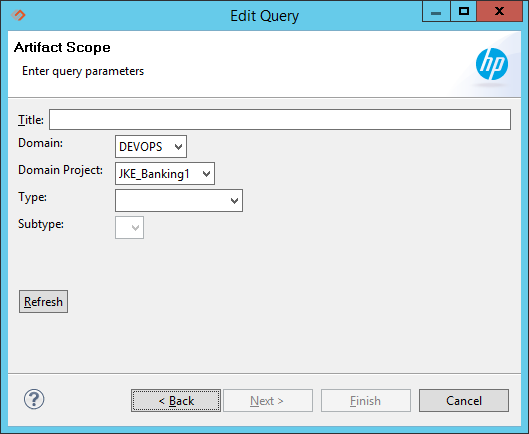 Edit Query
Artifact Scope
Enter query parameters
hp
Title:
Domain: DEVOPS
Domain Project: JKE_Banking1
Type:
Subtype:
Refresh
? < Back Next > Finish Cancel